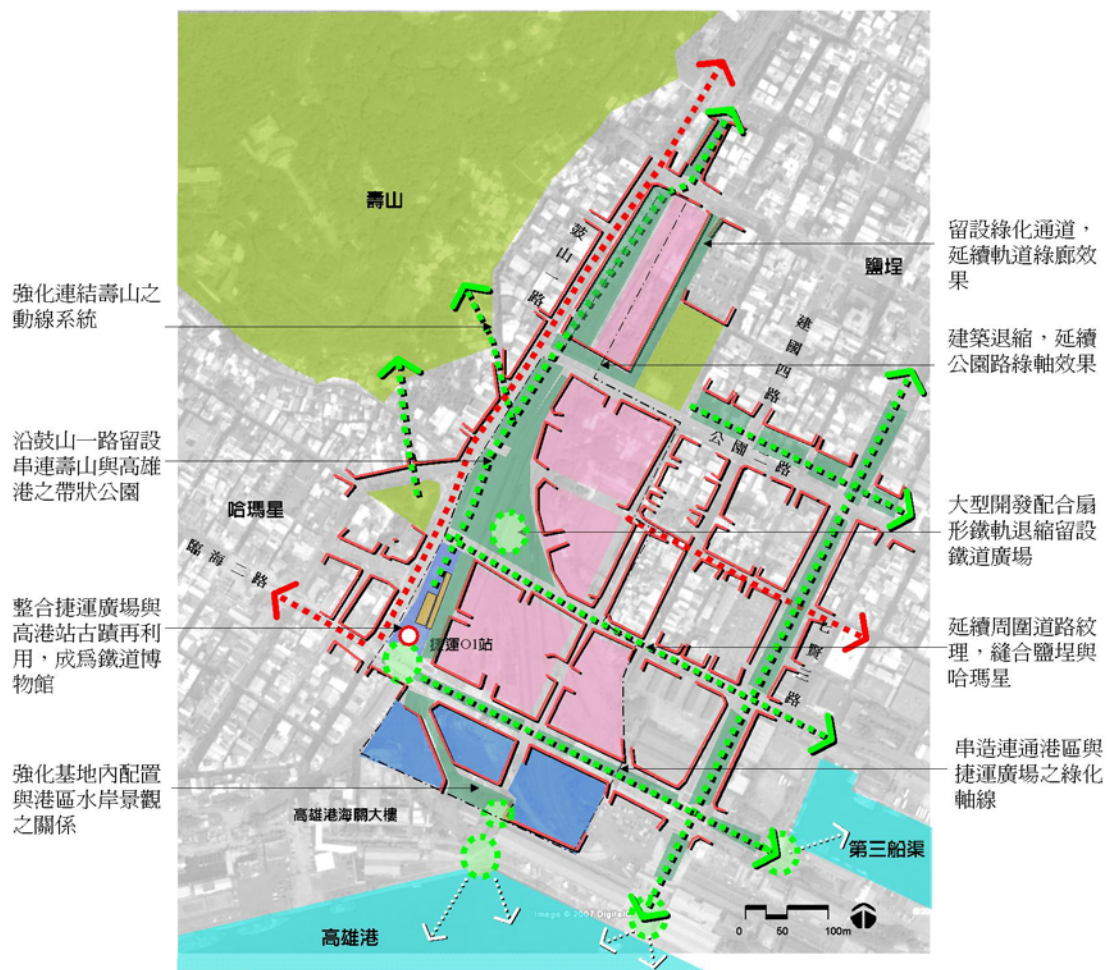 強化連結壽山之
動線系統
沿鼓山一路留設
串連壽山與高雄
港之帶狀公園
整合捷運廣場與
高港站古蹟再利
用，成為鐵道博
物館
強化基地內配置
與港區水岸景觀
之關係
壽山
鼓山一路
鹽埕
建國四路
公園二路
哈瑪星
臨海二路
捷運O1站
七賢三路
高雄港海關大樓
第三船渠
高雄港
Image © 2007 Digital
0 50 100m
留設綠化通道，
延續軌道綠廊效
果
建築退縮，延續
公園路綠軸效果
大型開發配合扇
形鐵軌退縮留設
鐵道廣場
延續周圍道路紋
理，縫合鹽埕與
哈瑪星
串造連通港區與
捷運廣場之綠化
軸線